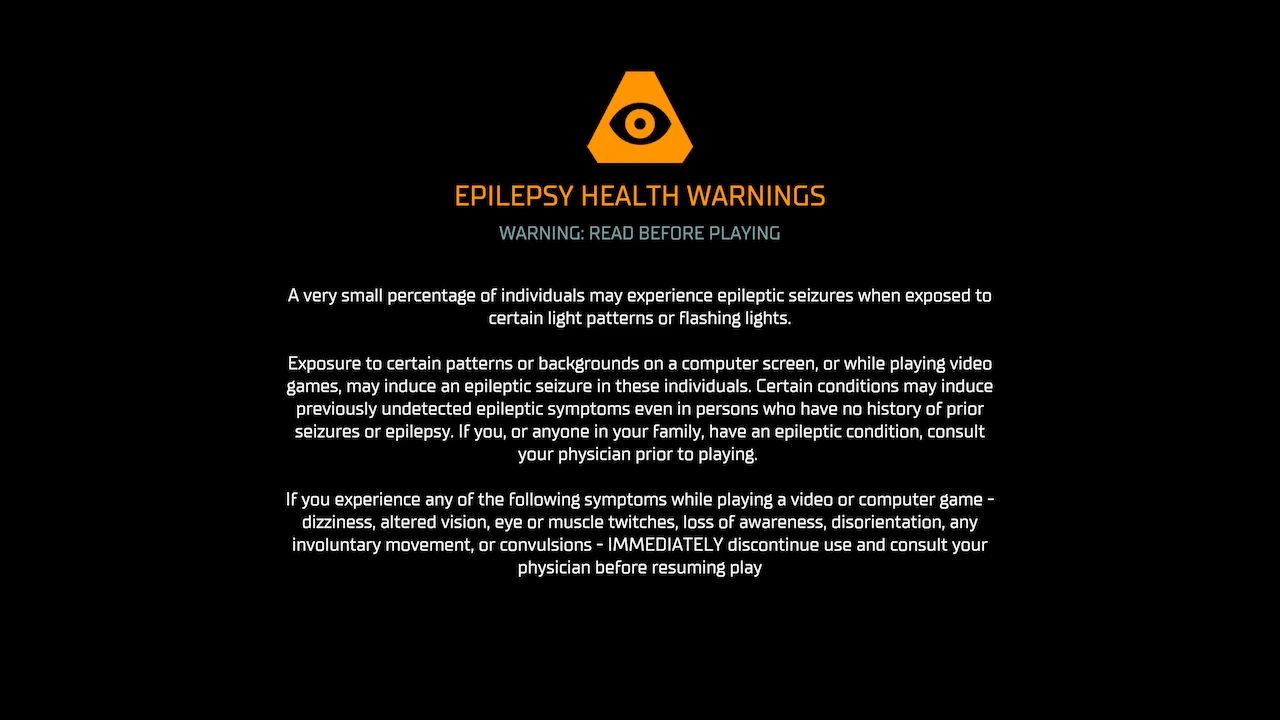 EPILEPSY HEALTH WARNINGS
WARNING: READ BEFORE PLAYING
A very small percentage of individuals may experience epileptic seizures when exposed to
certain light patterns or flashing lights.
Exposure to certain patterns or backgrounds on a computer screen, or while playing video
games, may induce an epileptic seizure in these individuals. Certain conditions may induce
previously undetected epileptic symptoms even in persons who have no history of prior
seizures or epilepsy. If you, or anyone in your family, have an epileptic condition, consult
your physician prior to playing.
If you experience any of the following symptoms while playing a video or computer game -
dizziness, altered vision, eye or muscle twitches, loss of awareness, disorientation, any
involuntary movement, or convulsions - IMMEDIATELY discontinue use and consult your
physician before resuming play